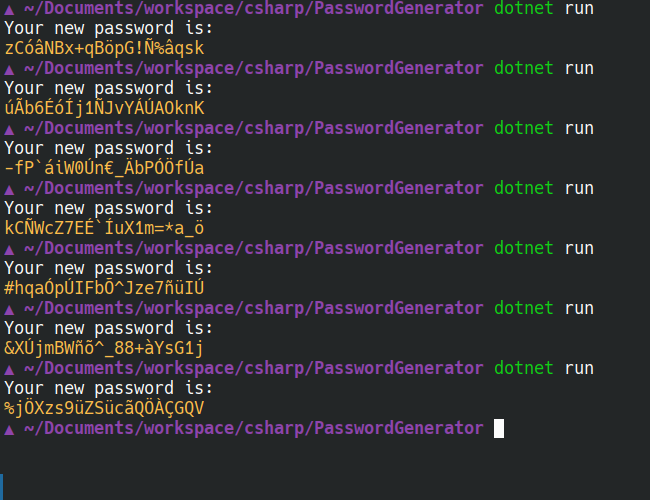 ▲ ~/Documents/workspace/csharp/PasswordGenerator dotnet run
Your new password is:
zCóâNBx+qBöpG!Ñ%âqsk
▲ ~/Documents/workspace/csharp/PasswordGenerator dotnet run
Your new password is:
úÃb6ÉóÍj1ÑJvYÁÚAOknK
▲ ~/Documents/workspace/csharp/PasswordGenerator dotnet run
Your new password is:
-fP`áiW0Ún€_ÄbPÓÖfÚa
▲ ~/Documents/workspace/csharp/PasswordGenerator dotnet run
Your new password is:
kCÑWcZ7EÉ`ÍuX1m=*a_ö
▲ ~/Documents/workspace/csharp/PasswordGenerator dotnet run
Your new password is:
#hqaÓpÚIFbÕ^Jze7ñüIÚ
▲ ~/Documents/workspace/csharp/PasswordGenerator dotnet run
Your new password is:
&XÚjmBWñõ^_88+àYsG1j
▲ ~/Documents/workspace/csharp/PasswordGenerator dotnet run
Your new password is:
%jÖXzs9üZSücãQÖÀÇGQV
▲ ~/Documents/workspace/csharp/PasswordGenerator